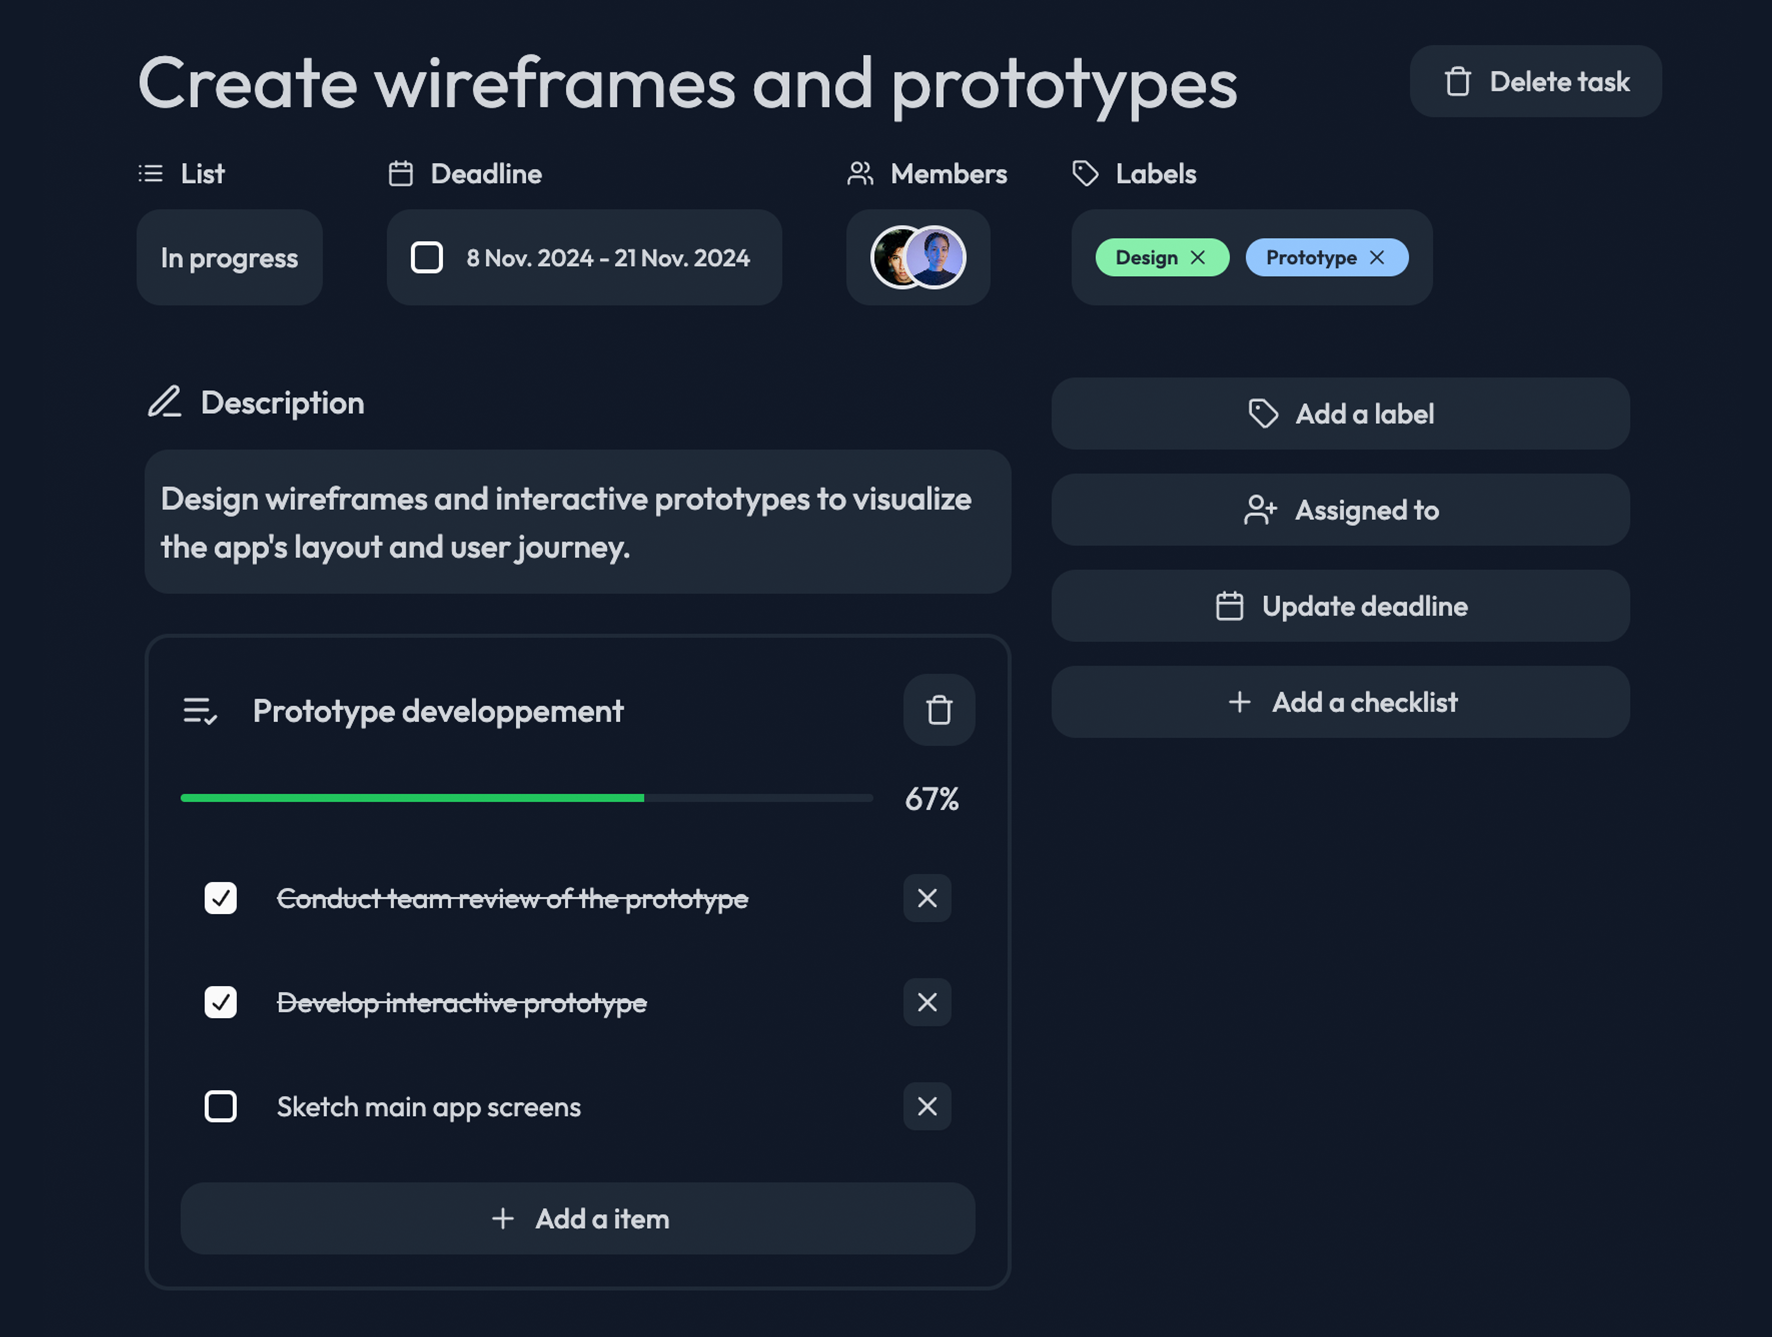 Create wireframes and prototypes
Delete task
List
Deadline
Members
Labels
In progress
8 Nov. 2024 - 21 Nov. 2024
Design
Prototype
Description
Add a label
Design wireframes and interactive prototypes to visualize
the app's layout and user journey.
Assigned to
Update deadline
Add a checklist
Prototype developpement
67%
Conduct team review of the prototype
Develop interactive prototype
Sketch main app screens
Add a item